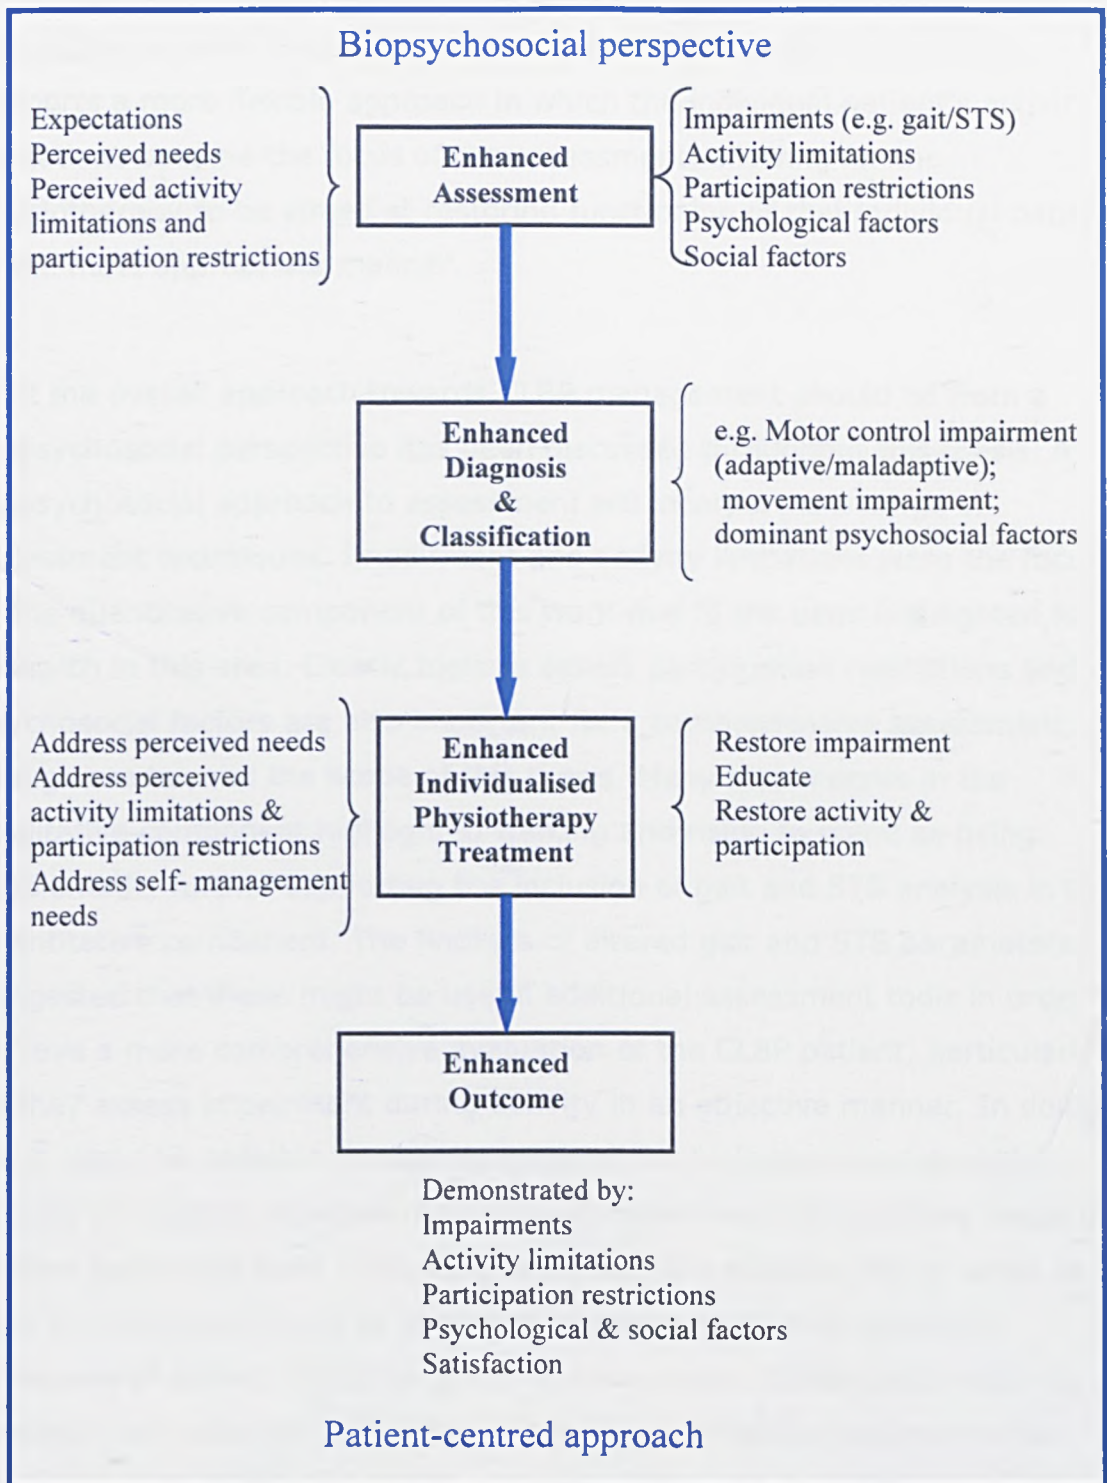 Biopsychosocial perspective
Expectations
Perceived needs
Perceived activity
limitations and
participation restrictions
Enhanced
Assessment
Impairments (e.g. gait/STS)
Activity limitations
Participation restrictions
Psychological factors
Social factors
Enhanced
Diagnosis
&
Classification
e.g. Motor control impairment
(adaptive/maladaptive);
movement impairment;
dominant psychosocial factors
Address perceived needs
Address perceived
activity limitations &
participation restrictions
Address self- management
needs
Enhanced
Individualised
Physiotherapy
Treatment
Restore impairment
Educate
Restore activity &
participation
Enhanced
Outcome
Demonstrated by:
Impairments
Activity limitations
Participation restrictions
Psychological & social factors
Satisfaction
Patient-centred approach